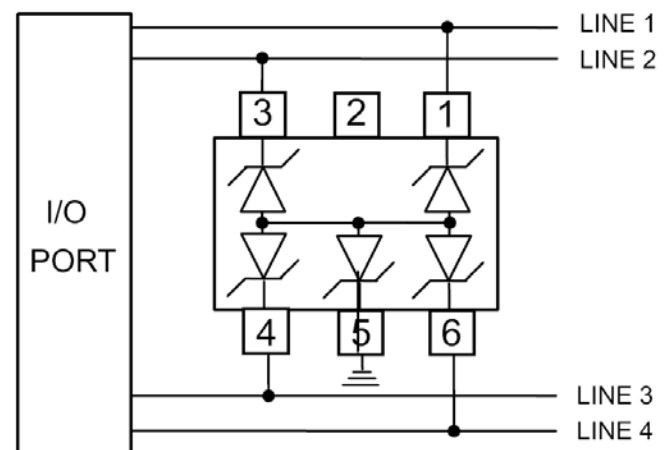 LINE 1
LINE 2
3 2 1
I/O
PORT
4 5 6
LINE 3
LINE 4